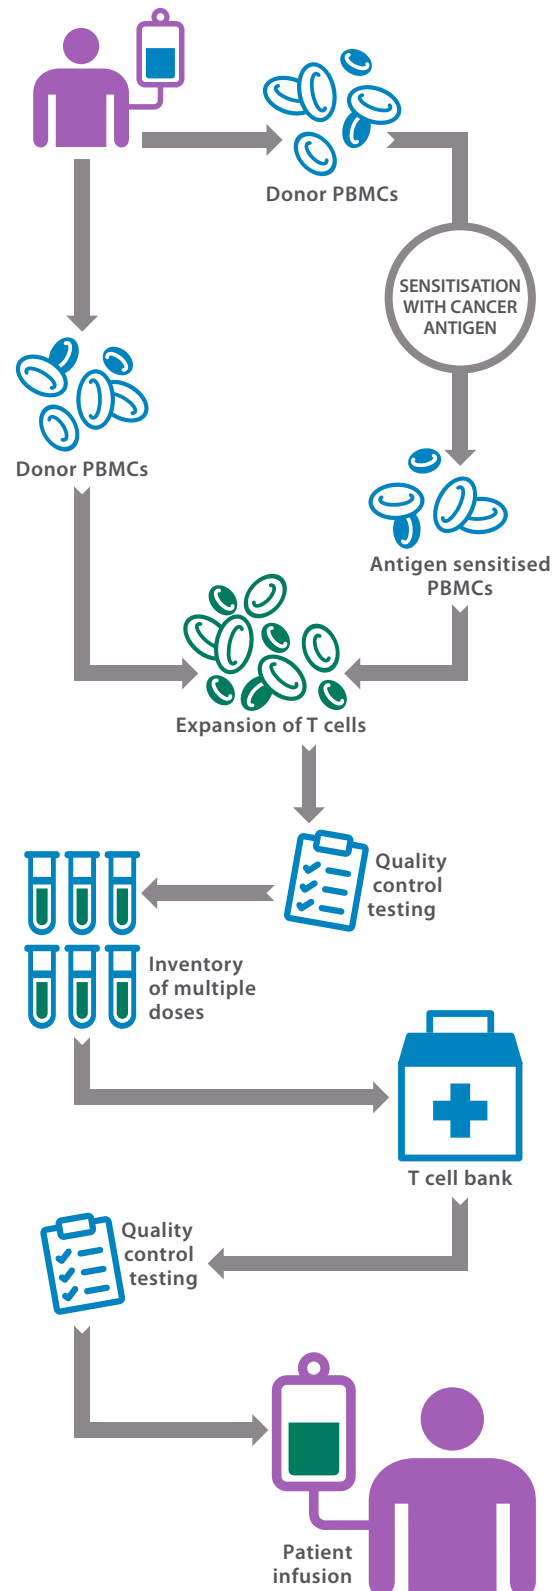 Donor PBMCs
SENSITISATION
WITH CANCER
ANTIGEN
Donor PBMCs
Antigen sensitised
PBMCs
Expansion of T cells
Quality
control
testing
Inventory
of multiple
doses
T cell bank
Quality
control
testing
Patient
infusion